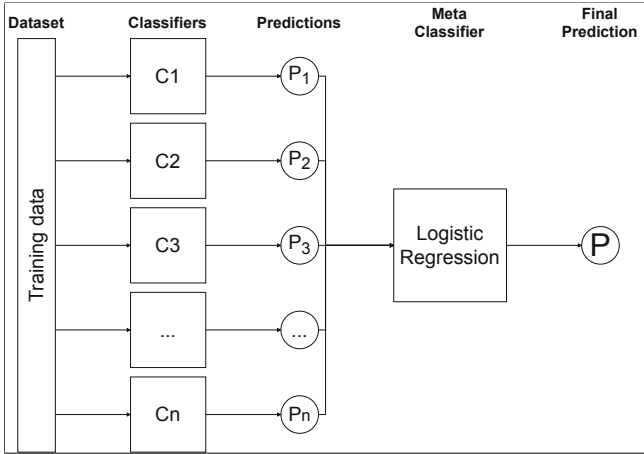 Dataset
Classifiers
Predictions
Meta
Classifier
Final
Prediction
Training data
C1
P1
C2
P2
C3
P3
Logistic
Regression
P
...
...
Cn
Pn